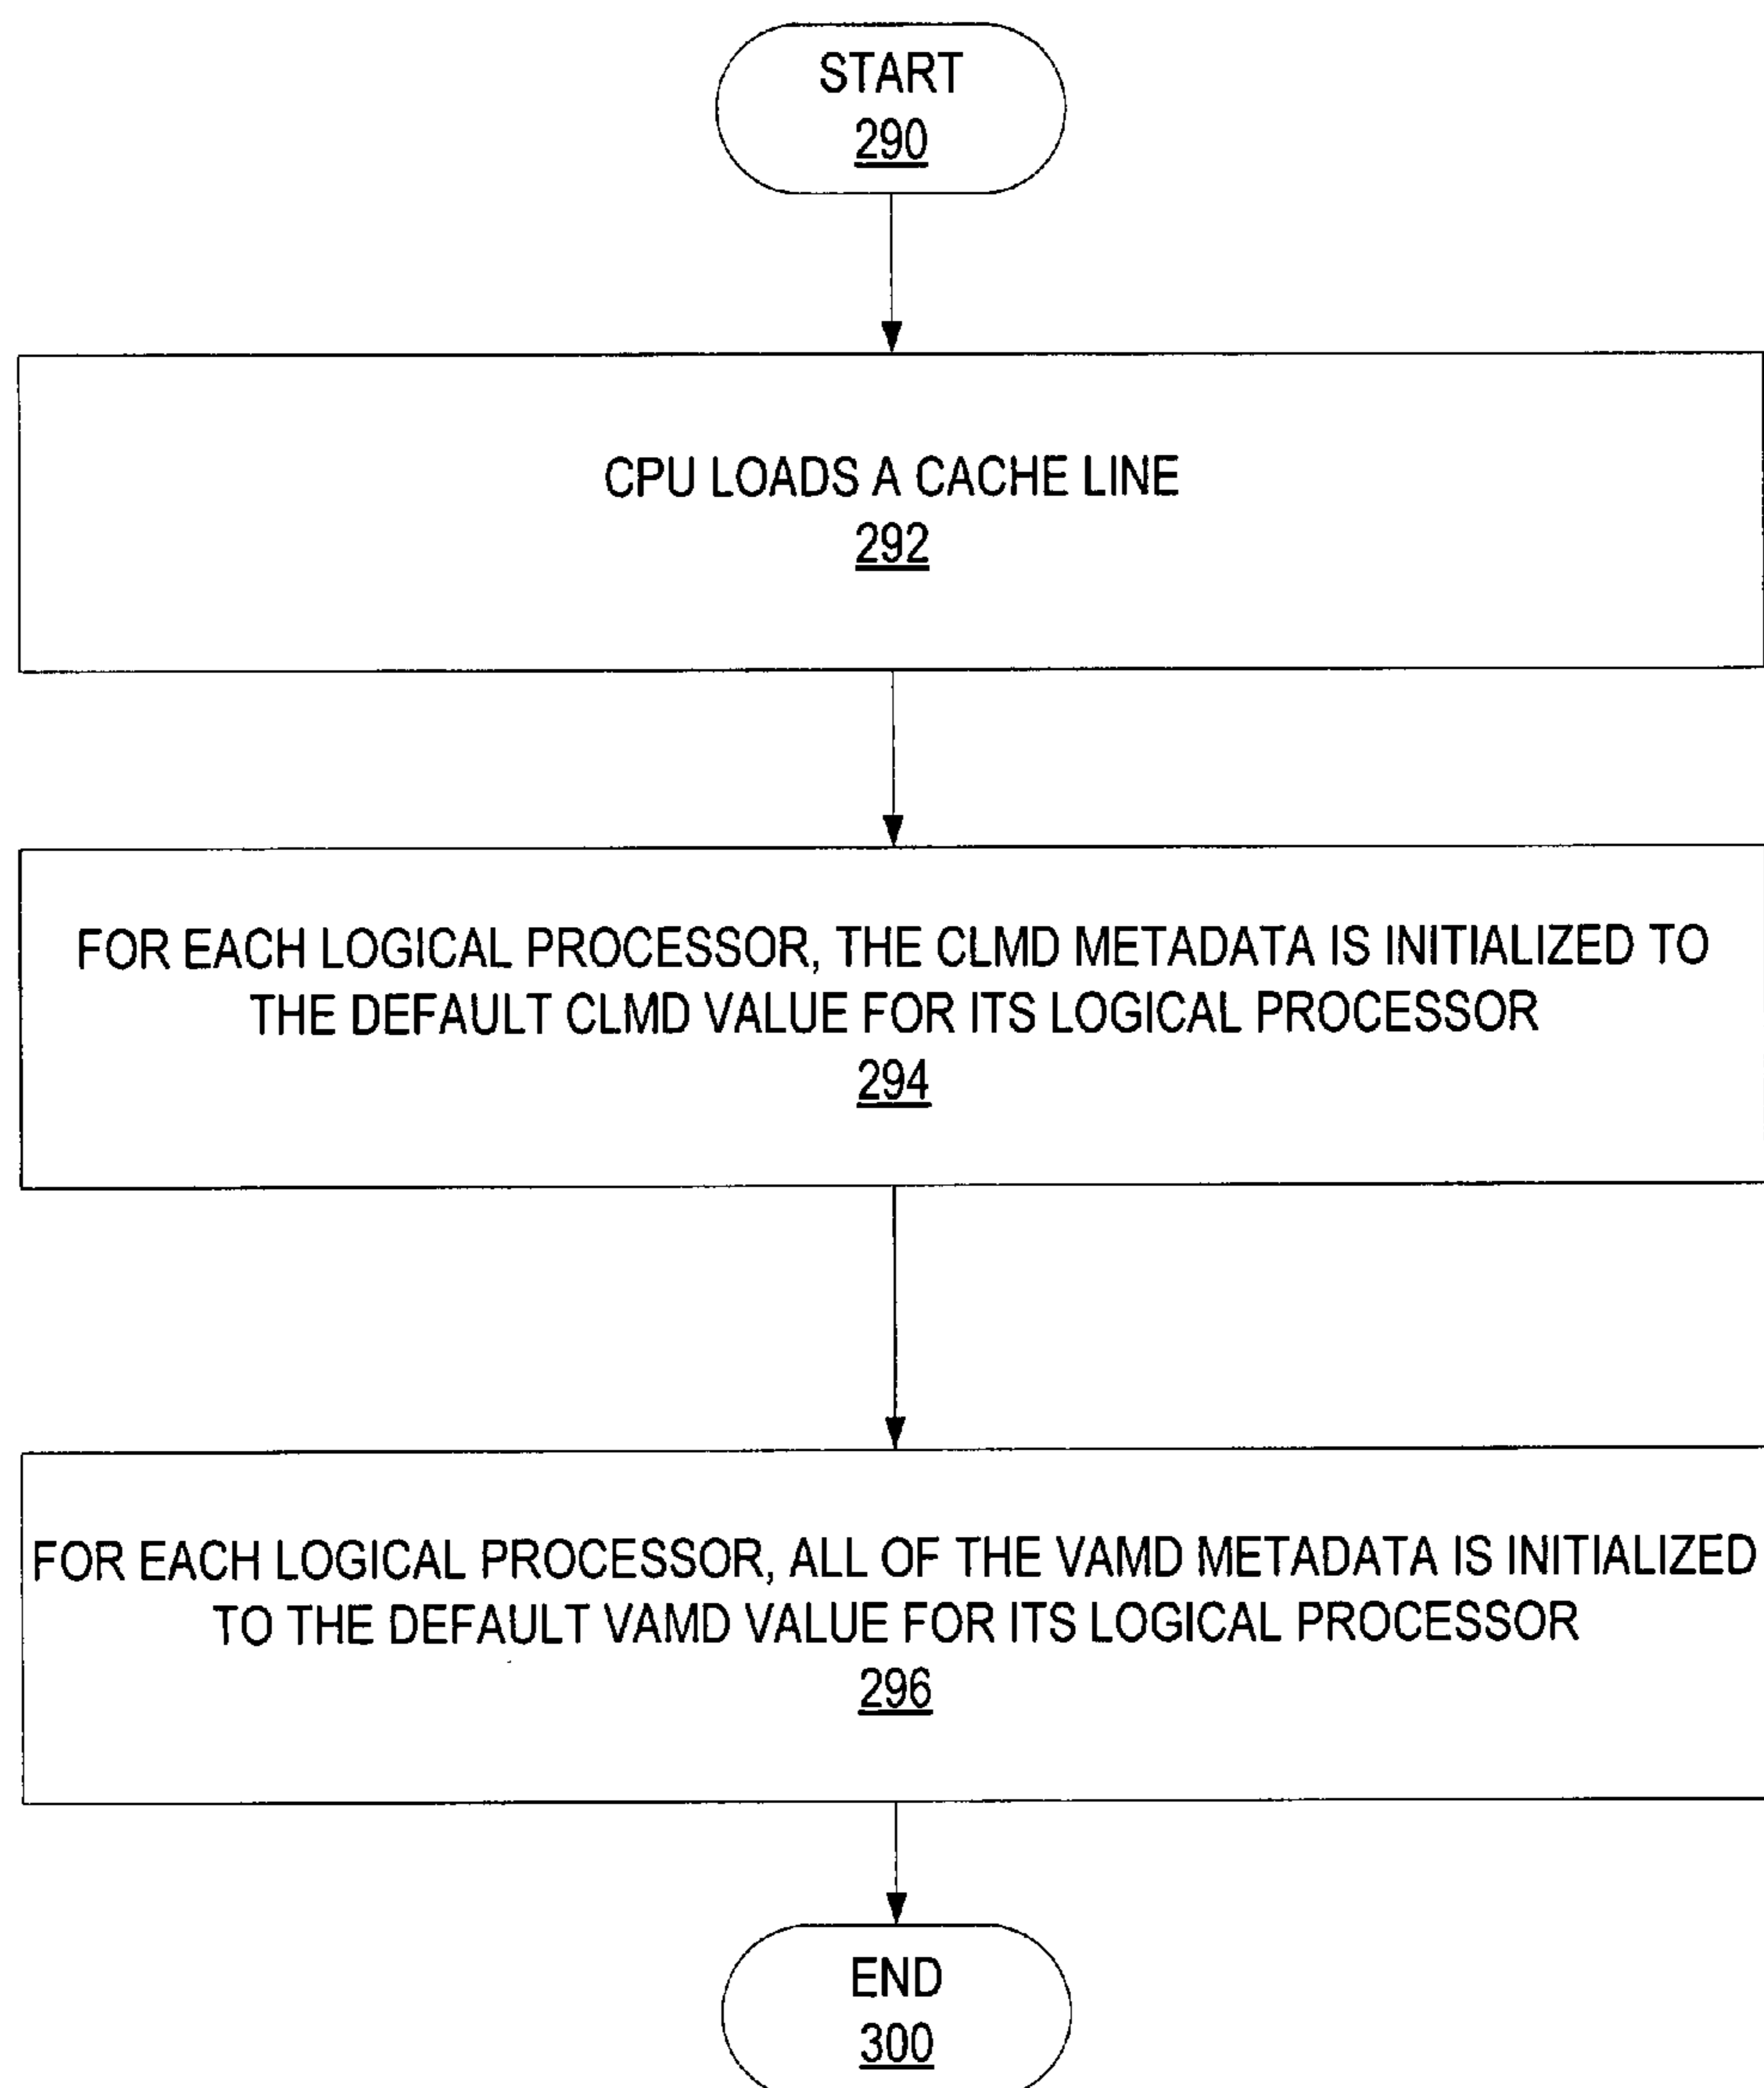 START
290
CPU LOADS A CACHE LINE
292
FOR EACH LOGICAL PROCESSOR, THE CLMD METADATA IS INITIALIZED TO
THE DEFAULT CLMD VALUE FOR ITS LOGICAL PROCESSOR
294
FOR EACH LOGICAL PROCESSOR, ALL OF THE VAMD METADATA IS INITIALIZED
TO THE DEFAULT VAMD VALUE FOR ITS LOGICAL PROCESSOR
296
END
300